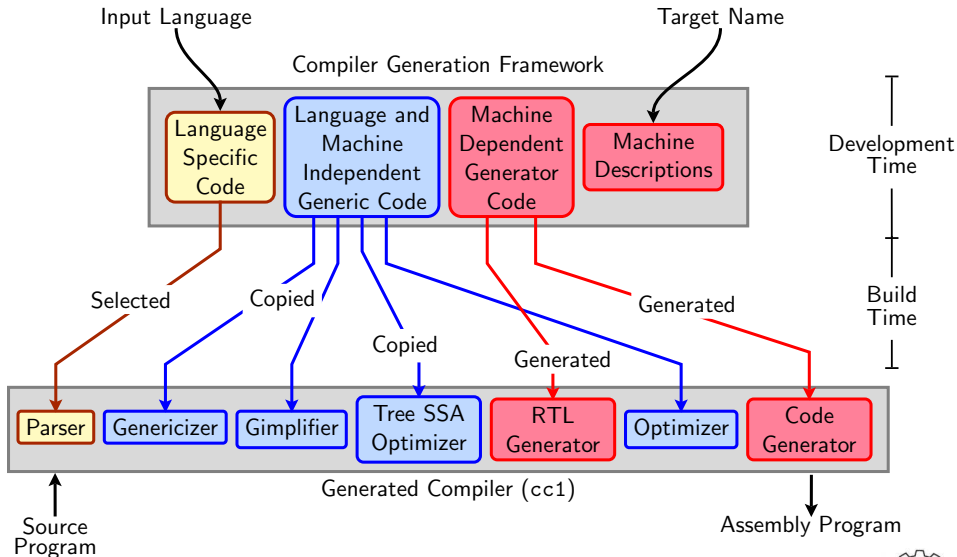 Input Language
Target Name
Compiler Generation Framework
Language
Specific
Code
Language and
Machine
Independent
Generic Code
Machine
Dependent
Generator
Code
Machine
Descriptions
Development
Time
Selected
Copied
Copied
Generated
Generated
Build
Time
Parser
Genericizer
Gimplifier
Tree SSA
Optimizer
RTL
Generator
Optimizer
Code
Generator
Generated Compiler (cc1)
Source
Program
Assembly Program